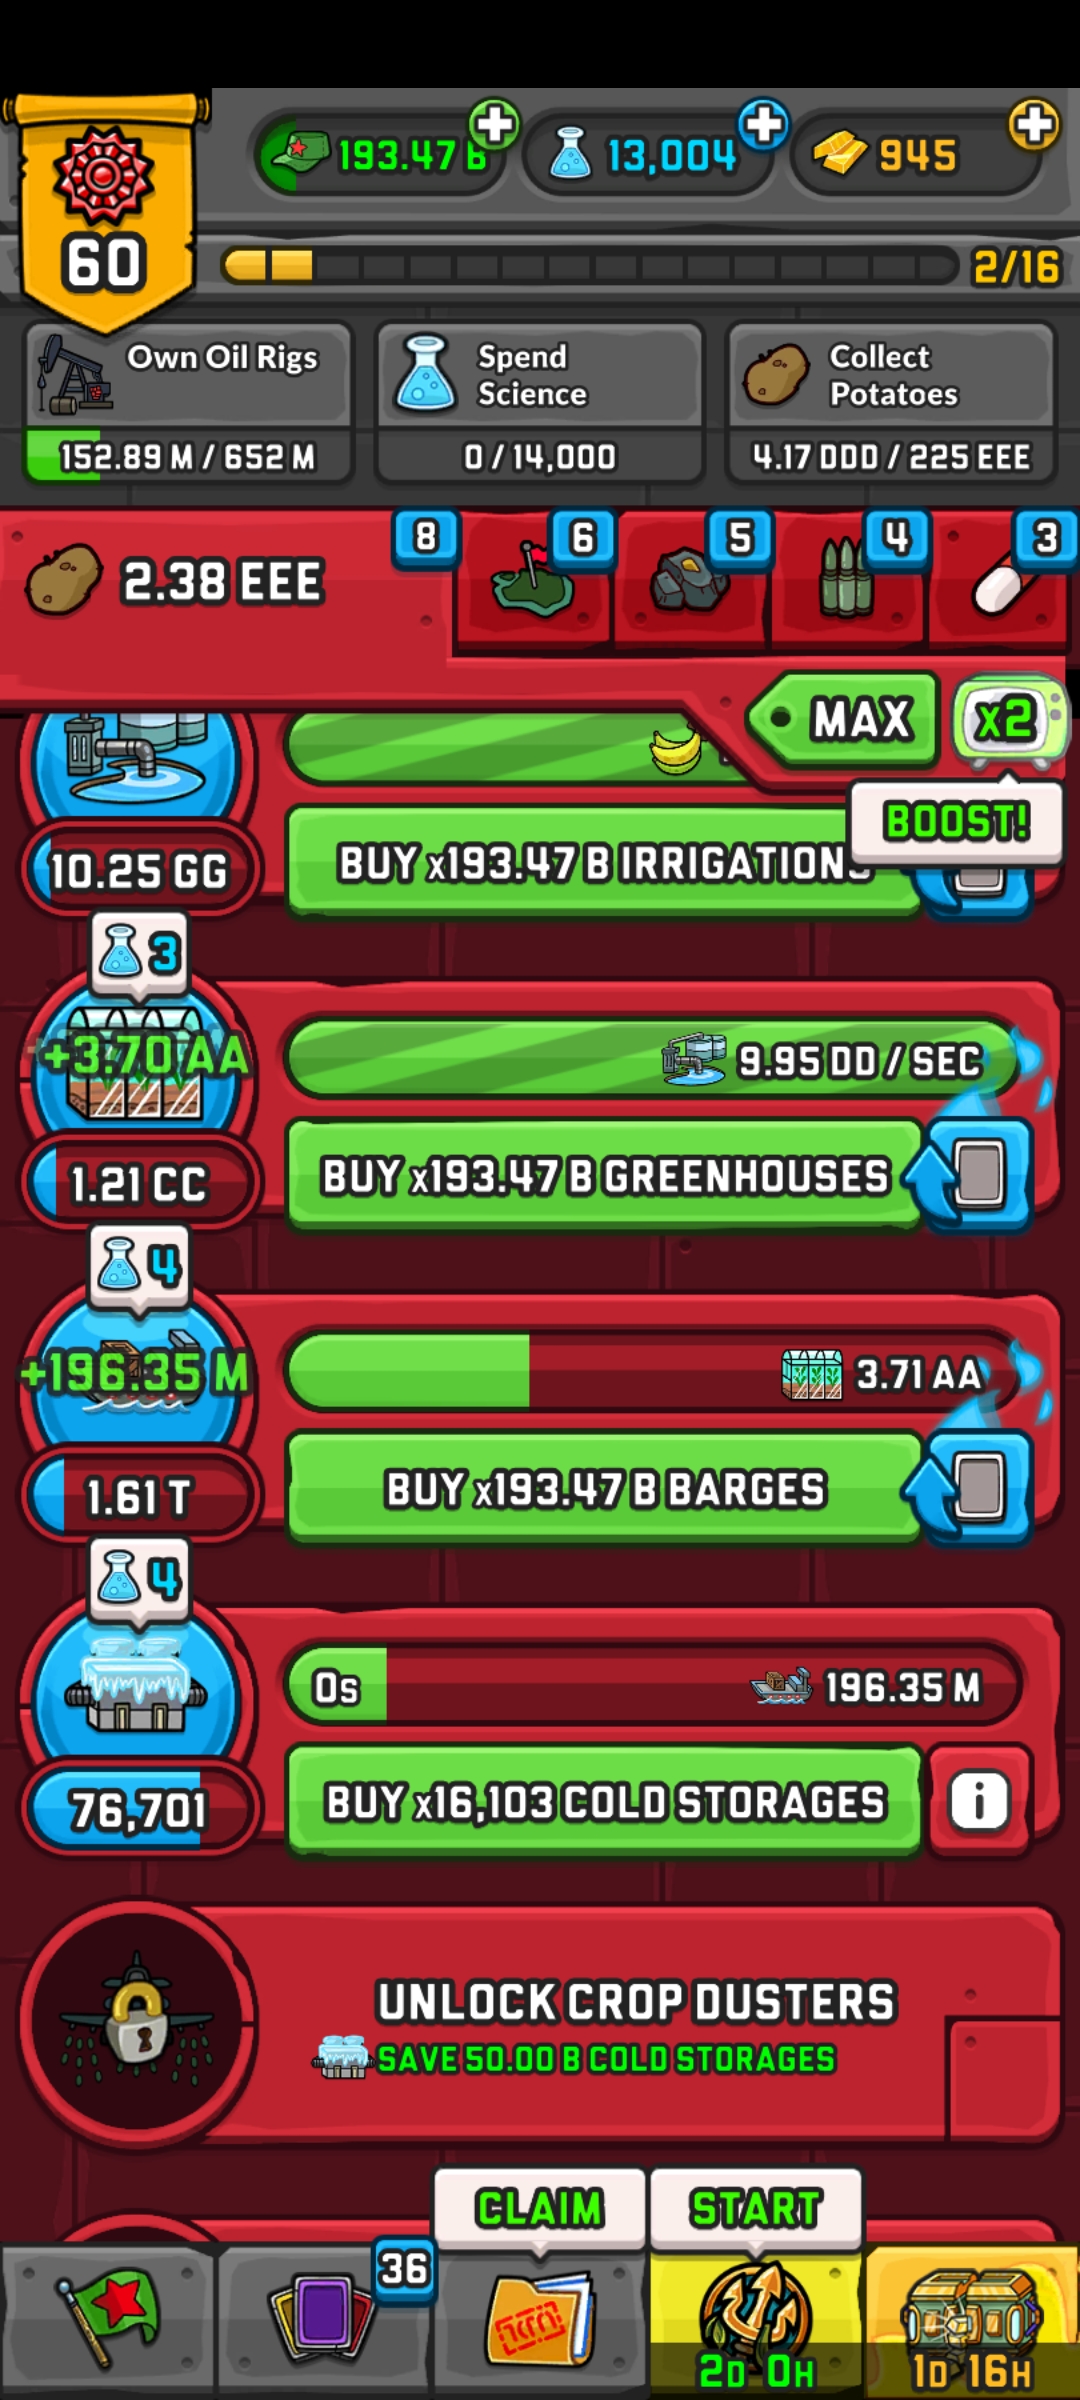 193.47 B
13,004
945
60
2/16
Own Oil Rigs
152.89 M / 652 M
Spend
Science
0 / 14,000
Collect
Potatoes
4.17 DDD / 225 EEE
2.38 EEE
8
6
5
4
3
MAX
x2
BOOST!
10.25 GG
BUY x193.47 B IRRIGATIONS
3
+3.70 AA
9.95 DD / SEC
1.21 CC
BUY x193.47 B GREENHOUSES
4
+196.35 M
3.71 AA
1.61 T
BUY x193.47 B BARGES
4
0s
196.35 M
76,701
BUY x16,103 COLD STORAGES
i
UNLOCK CROP DUSTERS
SAVE 50.00 B COLD STORAGES
CLAIM
START
36
2D 0H
1D 16H